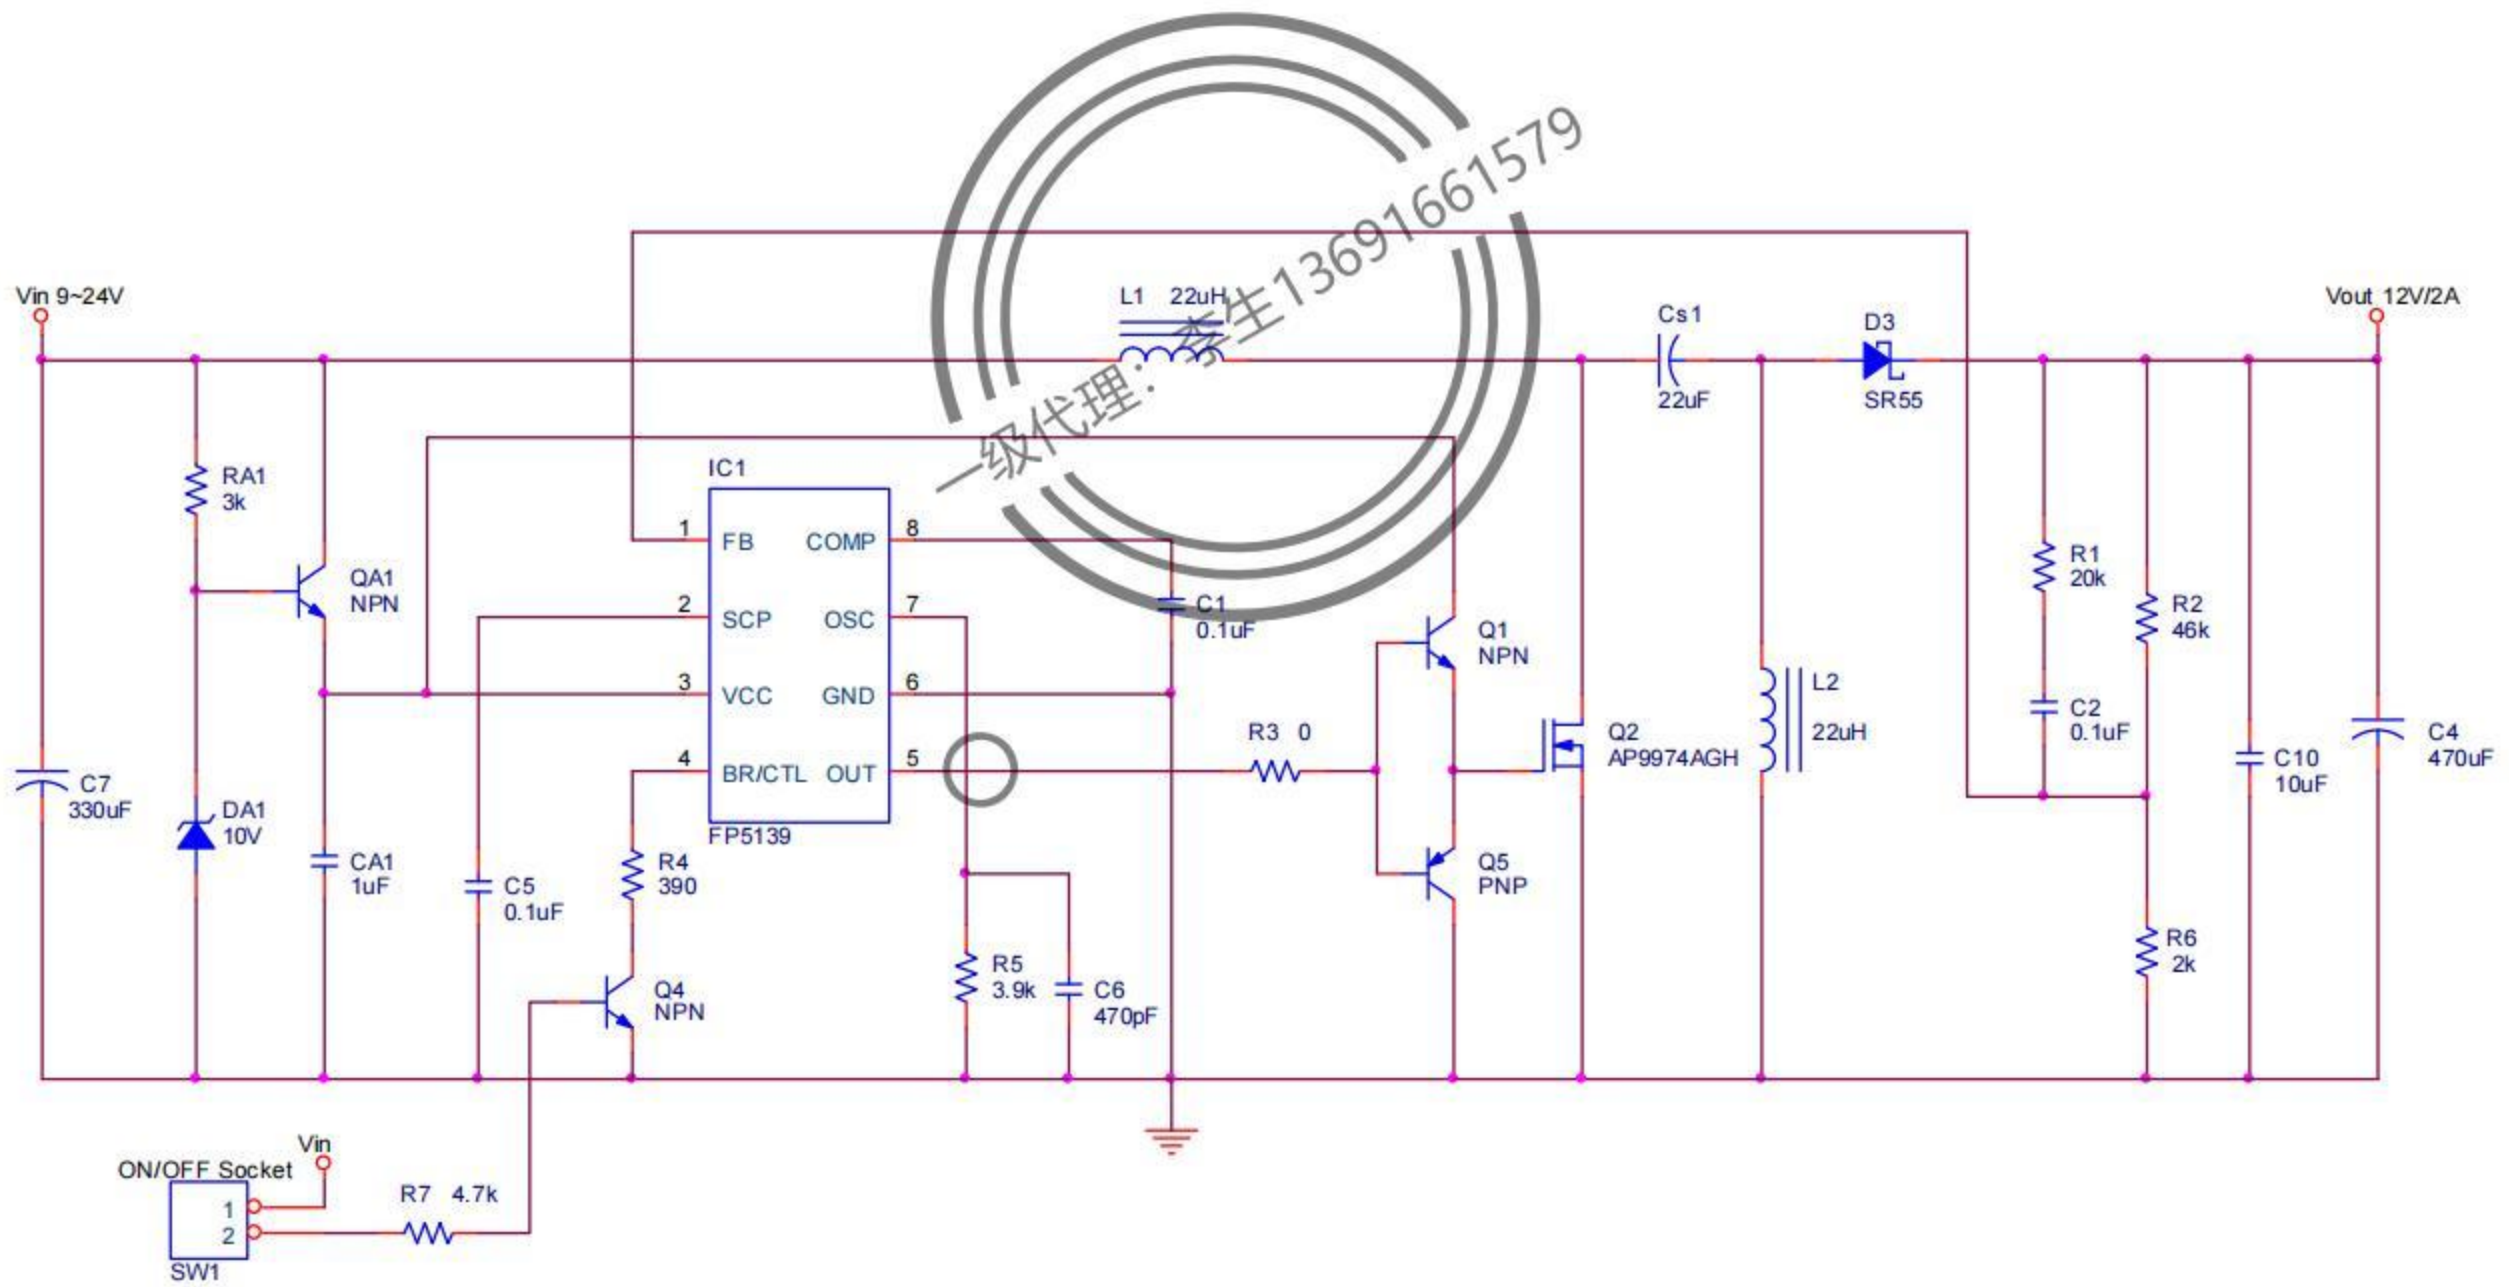 一级代理：李生13691661579
Vin 9~24V
L1 22uH
Cs1
22uF
D3
SR55
Vout 12V/2A
RA1
3k
QA1
NPN
IC1
1
FB
COMP
8
2
SCP
OSC
7
3
VCC
GND
6
4
BR/CTL
OUT
5
FP5139
C1
0.1uF
R3 0
Q1
NPN
Q2
AP9974AGH
L2
22uH
R1
20k
R2
46k
C2
0.1uF
C10
10uF
C4
470uF
C7
330uF
DA1
10V
CA1
1uF
C5
0.1uF
R4
390
Q4
NPN
R5
3.9k
C6
470pF
Q5
PNP
R6
2k
Vin
ON/OFF Socket
1
2
SW1
R7 4.7k